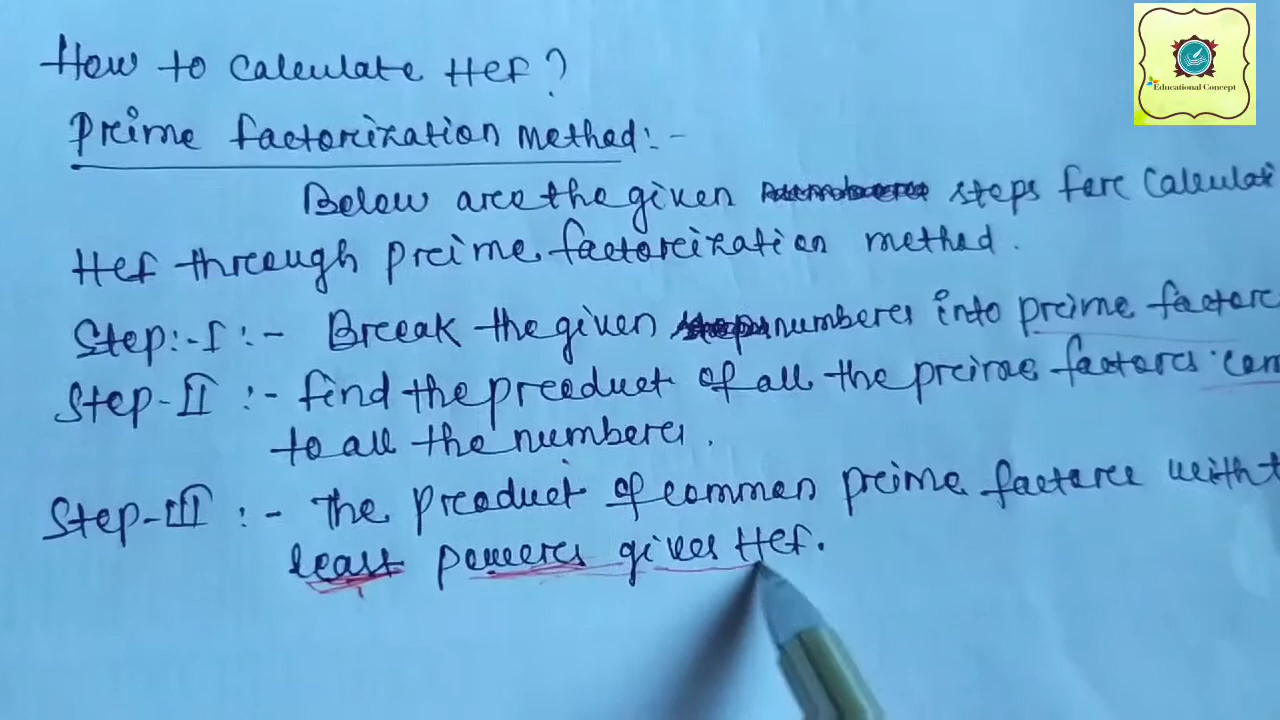 How to calculate Hcf?
Prime factorization method:-
Below are the given steps for Calculati
Hcf through prime factorization method.
Step:-I:- Break the given numbers into prime factor
Step-II:- find the product of all the prime factors com
to all the numbers.
Step-III:- The product of common prime factors with t
least powers gives Hcf.
Educational Concept